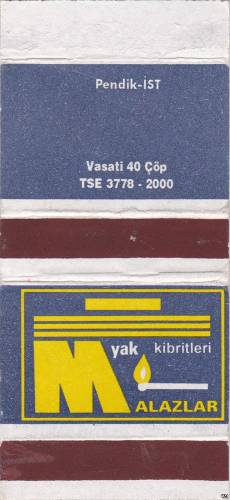 Pendik-İST
Vasati 40 Çöp
TSE 3778 - 2000
M yak kibritleri
ALAZLAR